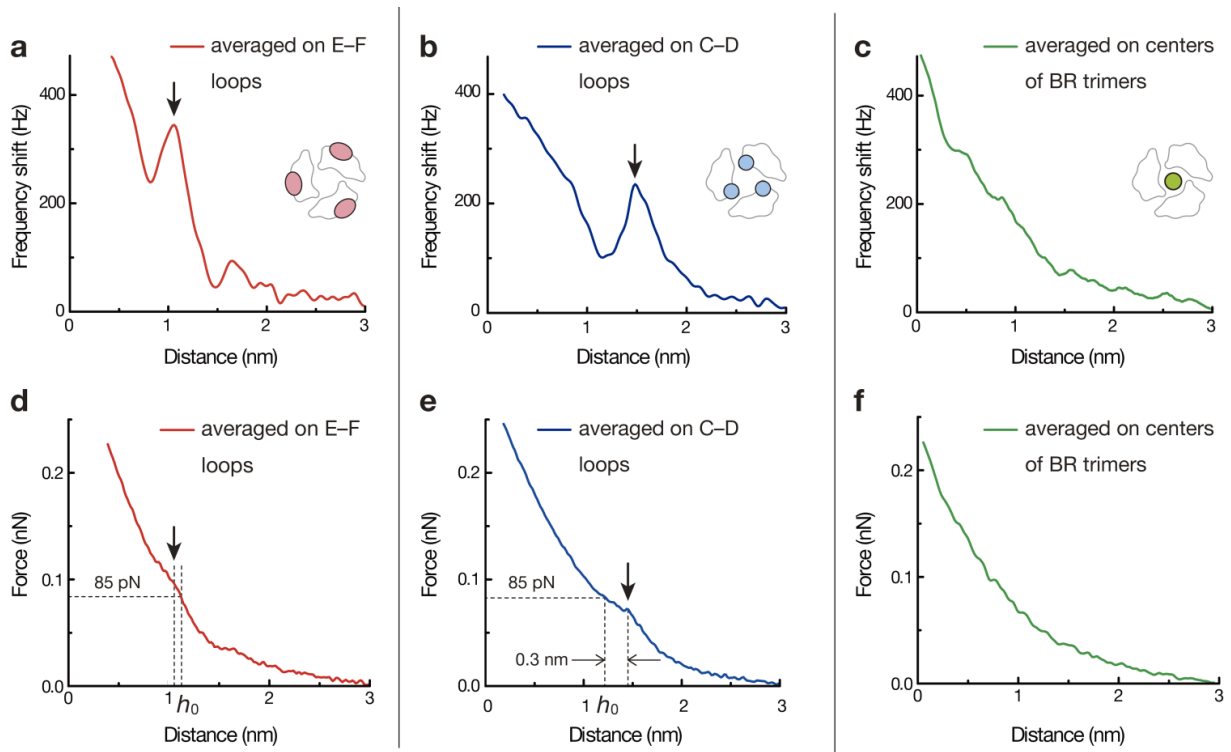 a
averaged on E–F
loops
Frequency shift (Hz)
400
200
0
0
1
2
3
Distance (nm)
b
averaged on C–D
loops
Frequency shift (Hz)
400
200
0
0
1
2
3
Distance (nm)
c
averaged on centers
of BR trimers
Frequency shift (Hz)
400
200
0
0
1
2
3
Distance (nm)
d
averaged on E–F
loops
Force (nN)
0.2
0.1
0.0
85 pN
0
1
h0
2
3
Distance (nm)
e
averaged on C–D
loops
Force (nN)
0.2
0.1
0.0
85 pN
0.3 nm
0
1
h0
2
3
Distance (nm)
f
averaged on centers
of BR trimers
Force (nN)
0.2
0.1
0.0
0
1
2
3
Distance (nm)